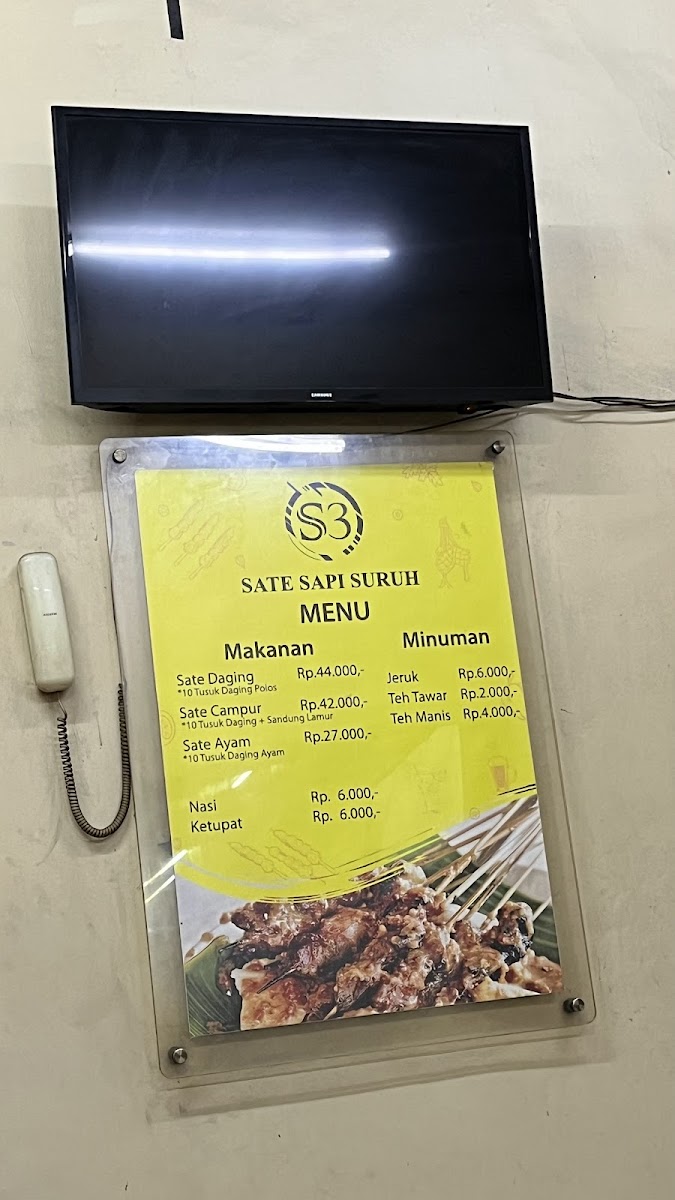 SAMSUNG
S3
SATE SAPI SURUH
MENU
Makanan
Sate Daging Rp.44.000,-
*10 Tusuk Daging Polos
Sate Campur Rp.42.000,-
*10 Tusuk Daging + Sandung Lamur
Sate Ayam Rp.27.000,-
*10 Tusuk Daging Ayam
Nasi Rp. 6.000,-
Ketupat Rp. 6.000,-
Minuman
Jeruk Rp.6.000,-
Teh Tawar Rp.2.000,-
Teh Manis Rp.4.000,-